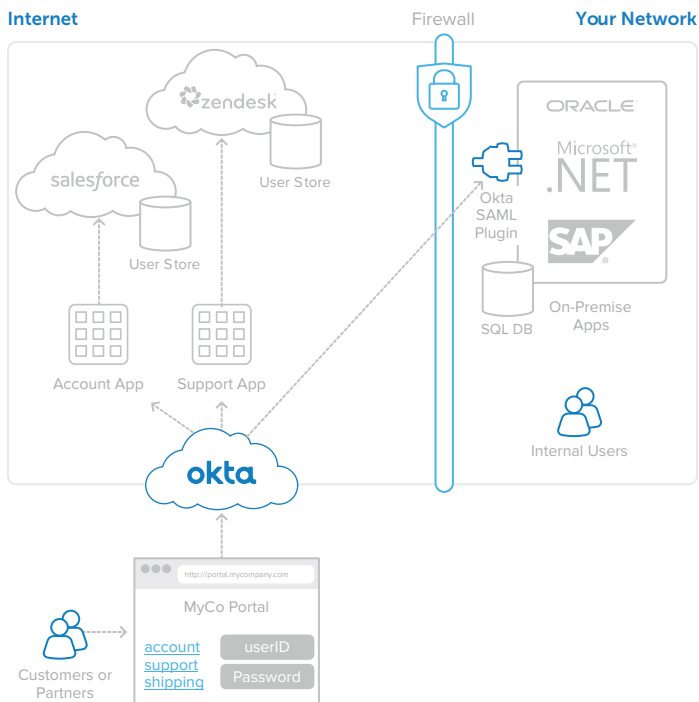 Internet
Firewall
Your Network
zendesk
ORACLE
Microsoft®
.NET
salesforce
User Store
Okta
SAML
Plugin
SAP®
User Store
SQL DB
On-Premise
Apps
Account App
Support App
Internal Users
okta
http://portal.mycompany.com
MyCo Portal
account
userID
support
shipping
Password
Customers or
Partners